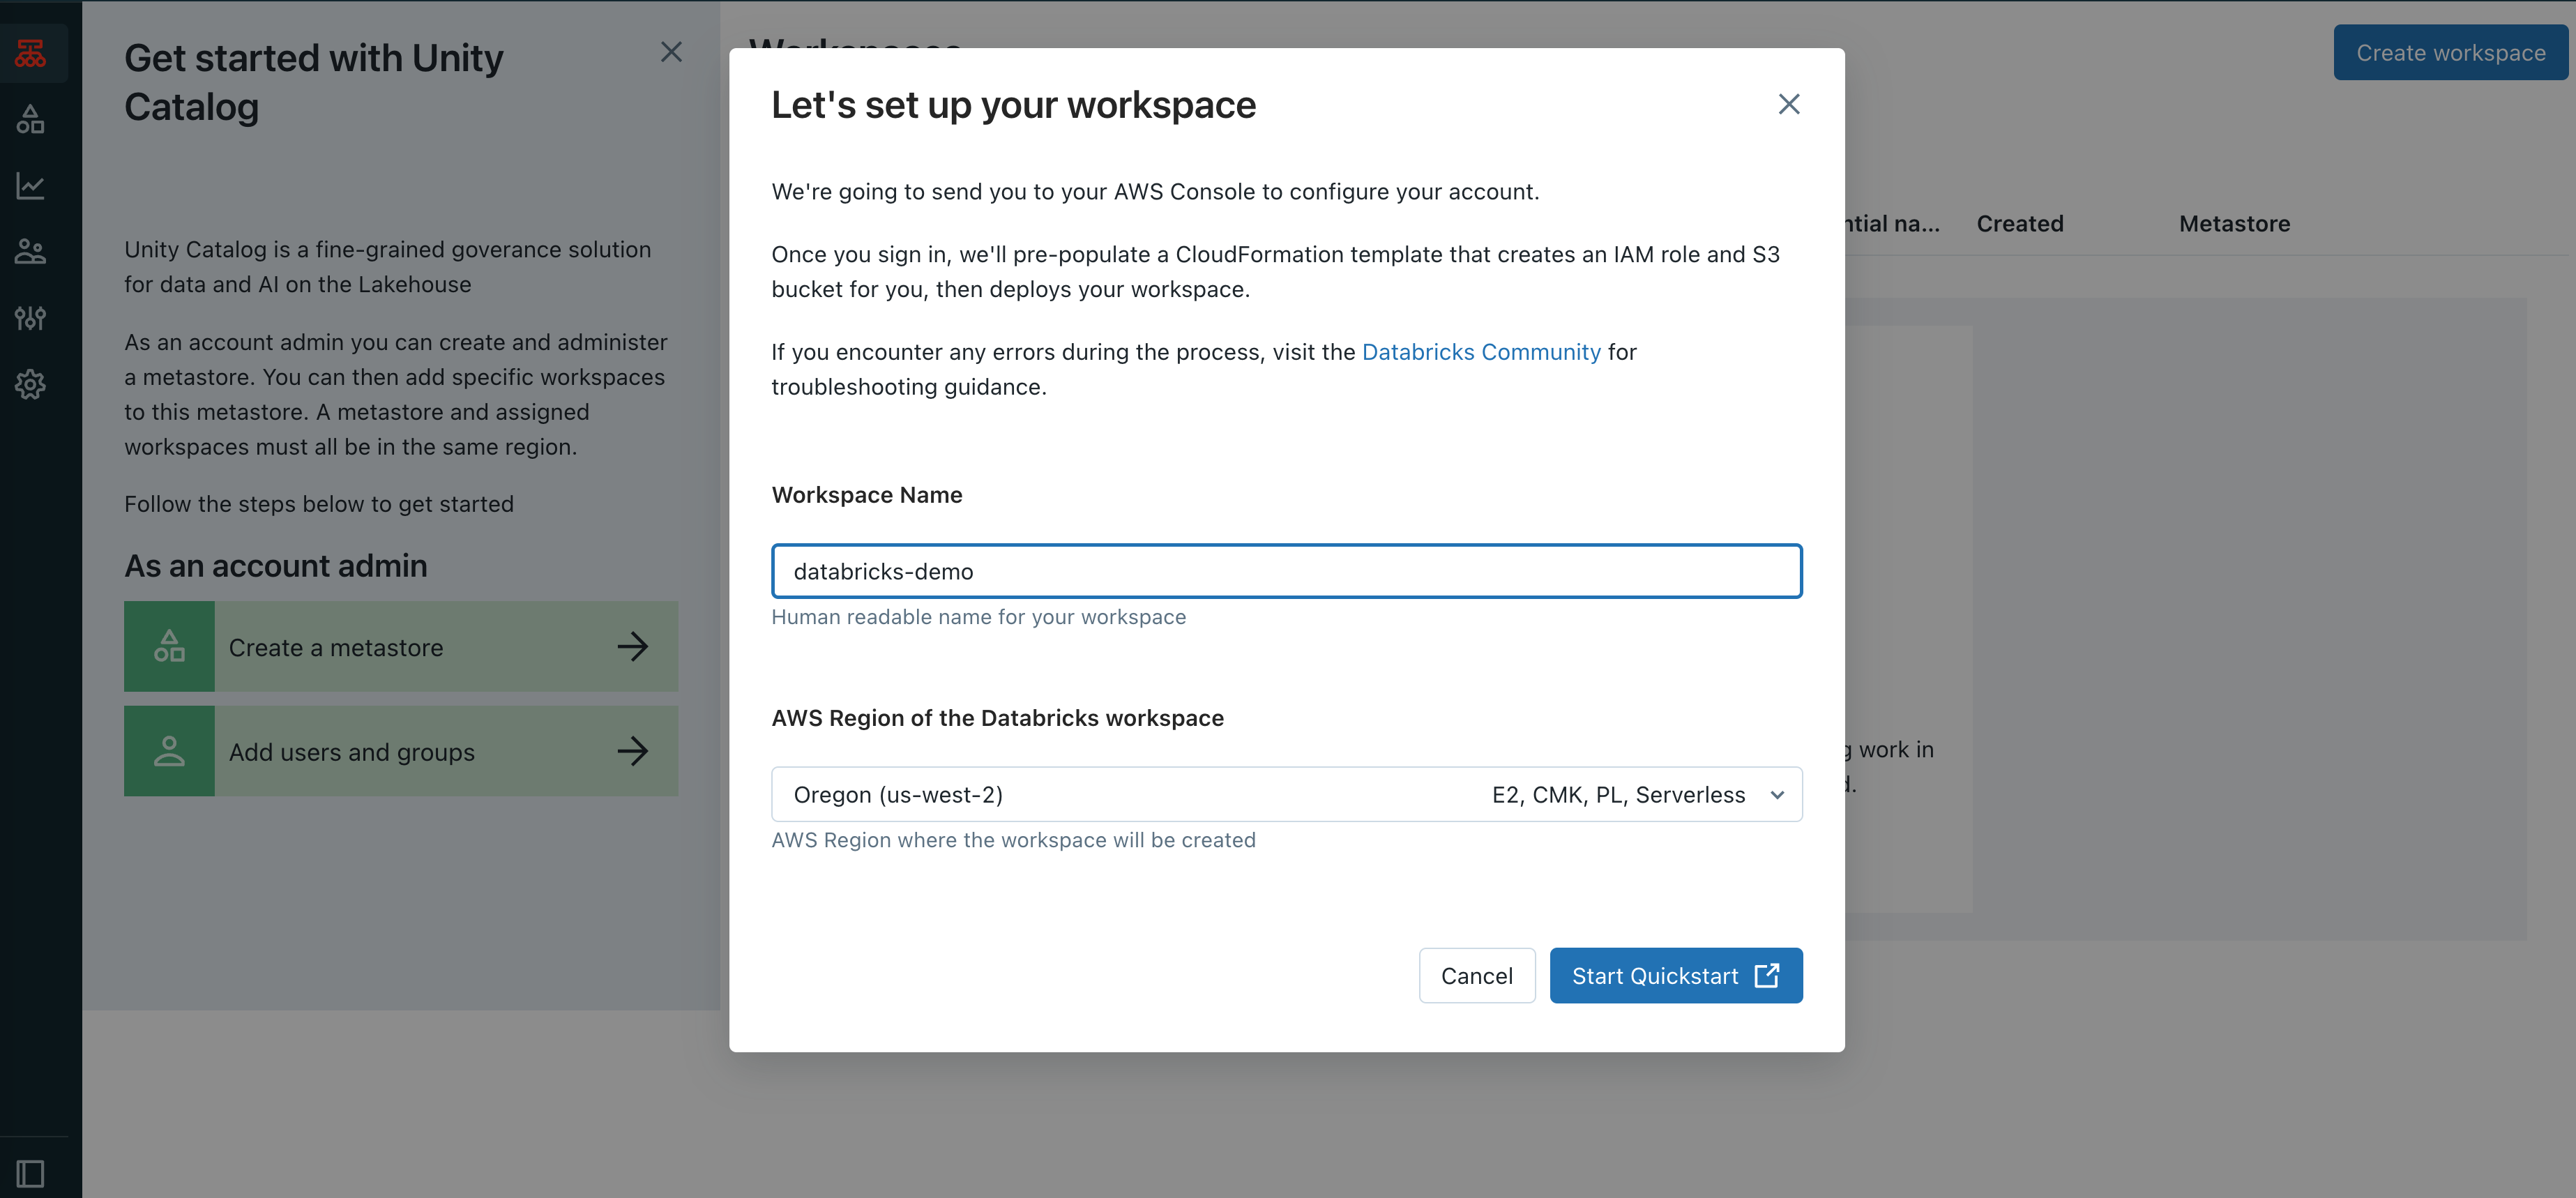 Get started with Unity
Catalog
Unity Catalog is a fine-grained goverance solution
for data and AI on the Lakehouse
As an account admin you can create and administer
a metastore. You can then add specific workspaces
to this metastore. A metastore and assigned
workspaces must all be in the same region.
Follow the steps below to get started
As an account admin
Create a metastore
Add users and groups
Let's set up your workspace
We're going to send you to your AWS Console to configure your account.
Once you sign in, we'll pre-populate a CloudFormation template that creates an IAM role and S3
bucket for you, then deploys your workspace.
If you encounter any errors during the process, visit the Databricks Community for
troubleshooting guidance.
Workspace Name
databricks-demo
Human readable name for your workspace
AWS Region of the Databricks workspace
Oregon (us-west-2) E2, CMK, PL, Serverless
AWS Region where the workspace will be created
Cancel Start Quickstart
Create workspace
na... Created Metastore
work in